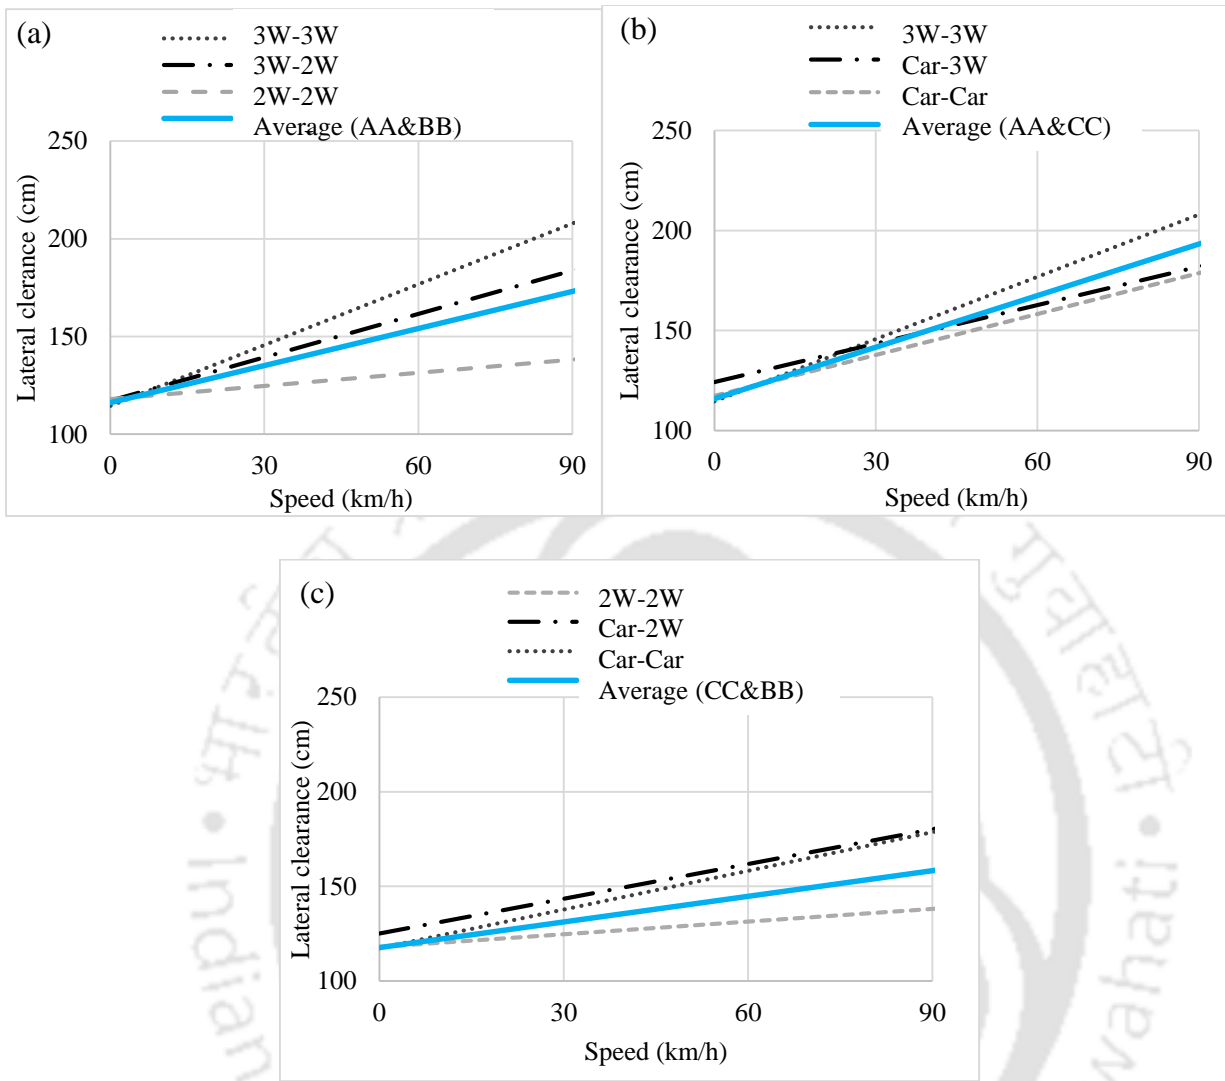 (a)
3W-3W
3W-2W
2W-2W
Average (AA&BB)
250
200
150
100
Lateral clerance (cm)
0 30 60 90
Speed (km/h)
(b)
3W-3W
Car-3W
Car-Car
Average (AA&CC)
250
200
150
100
Lateral clearance (cm)
0 30 60 90
Speed (km/h)
(c)
2W-2W
Car-2W
Car-Car
Average (CC&BB)
250
200
150
100
Lateral clearance (cm)
0 30 60 90
Speed (km/h)
Indian
wahati
गुवाहाटी